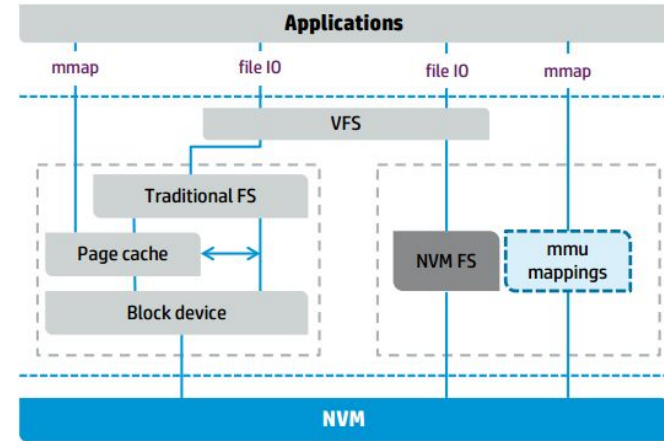 Applications
mmap
file IO
file IO
mmap
VFS
Traditional FS
Page cache
NVM FS
mmu
mappings
Block device
NVM